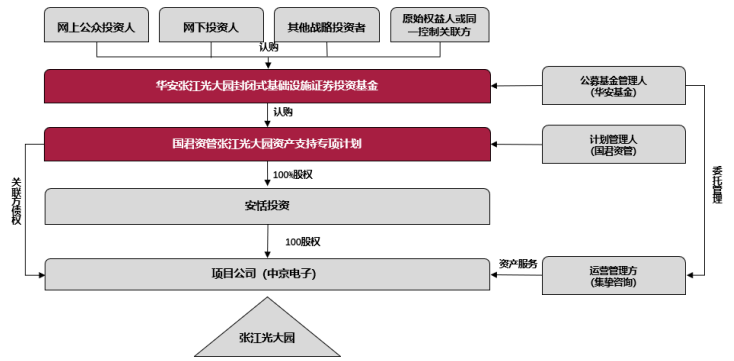 网上公众投资人
网下投资人
其他战略投资者
原始权益人或同
一控制关联方
认购
华安张江光大园封闭式基础设施证券投资基金
公募基金管理人
(华安基金)
认购
国君资管张江光大园资产支持专项计划
计划管理人
(国君资管)
100%股权
关联方债权
委托管理
安恬投资
100股权
项目公司（中京电子）
资产服务
运营管理方
(集挚咨询)
张江光大园